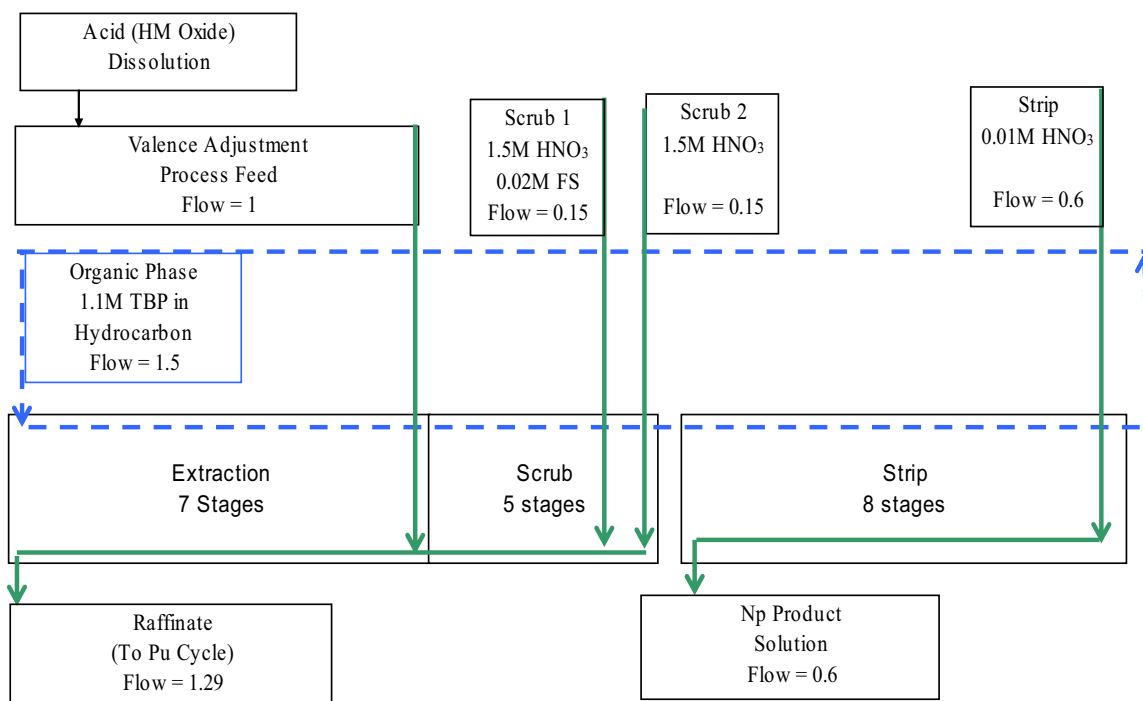 Acid (HM Oxide)
Dissolution
Valence Adjustment
Process Feed
Flow = 1
Scrub 1
1.5M HNO₃
0.02M FS
Flow = 0.15
Scrub 2
1.5M HNO₃
Flow = 0.15
Strip
0.01M HNO₃
Flow = 0.6
Organic Phase
1.1M TBP in
Hydrocarbon
Flow = 1.5
Extraction
7 Stages
Scrub
5 stages
Strip
8 stages
Raffinate
(To Pu Cycle)
Flow = 1.29
Np Product
Solution
Flow = 0.6